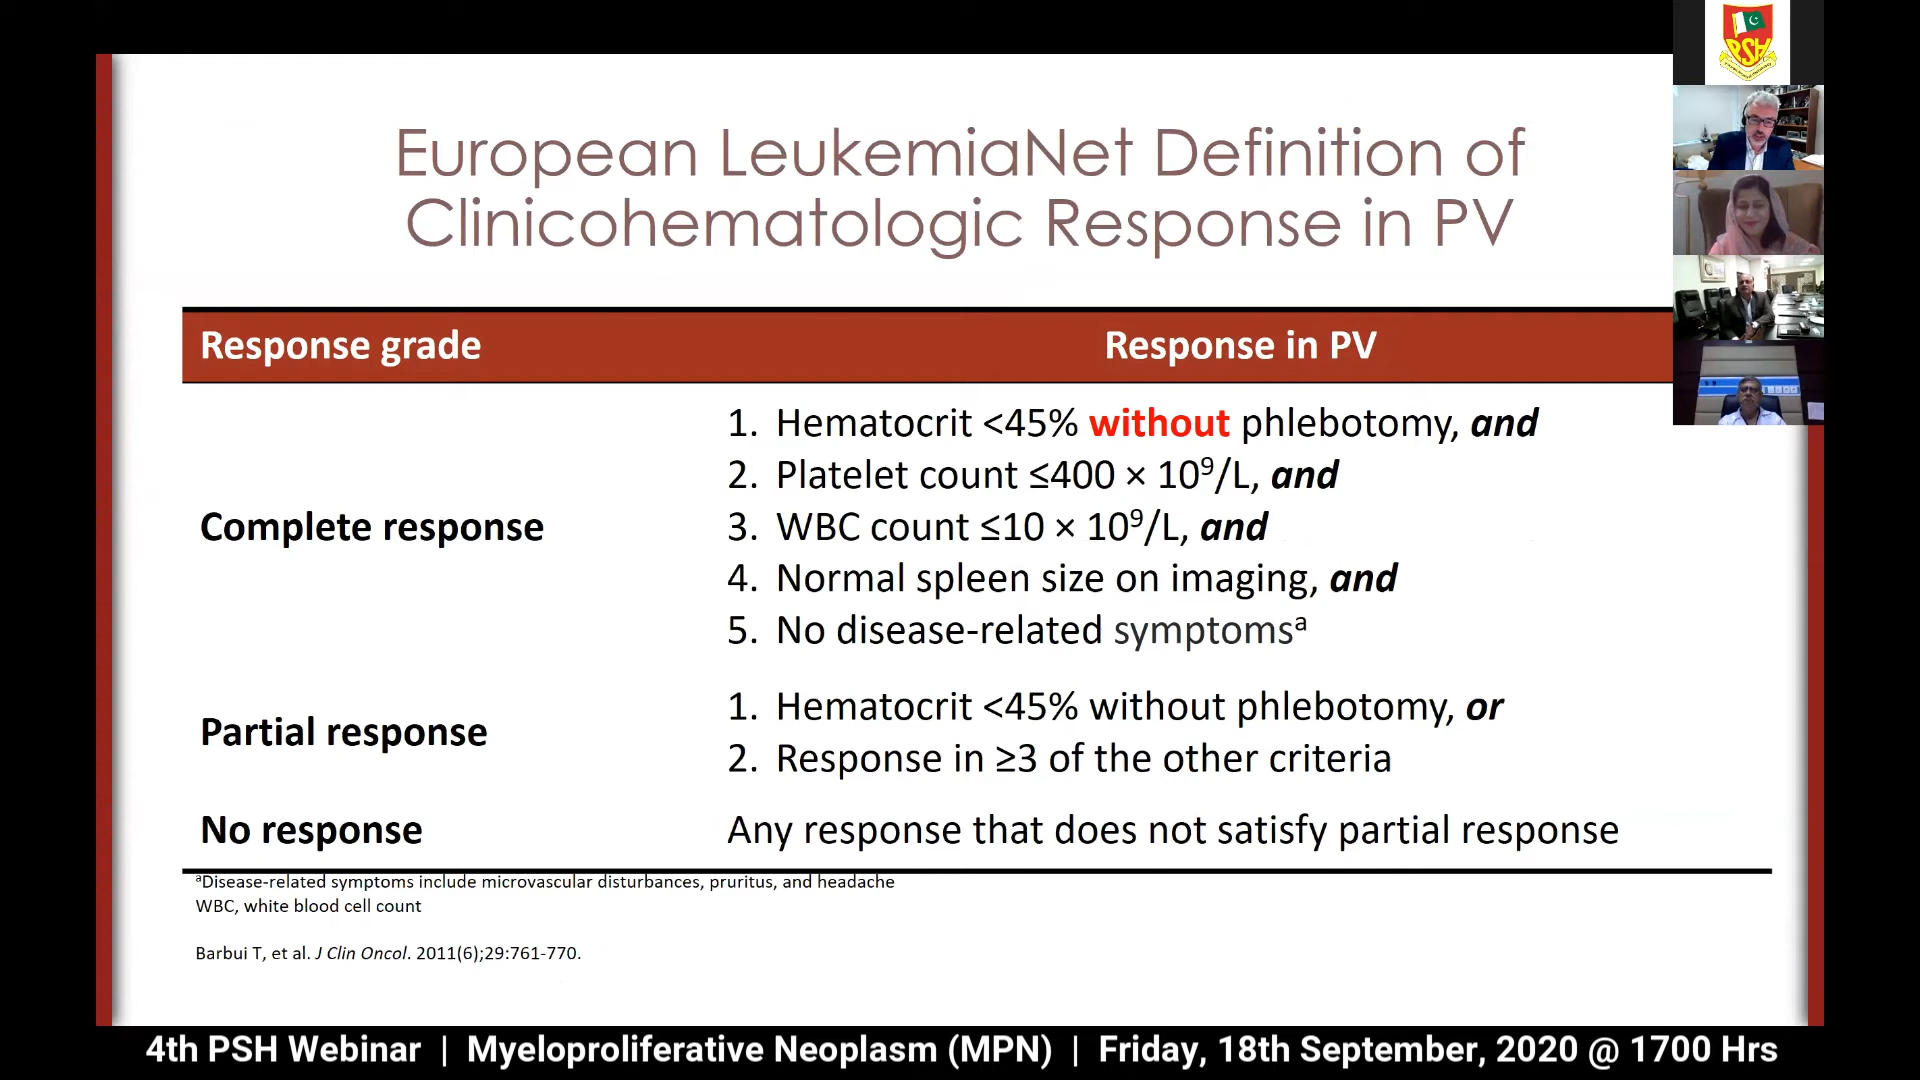 PSH
European LeukemiaNet Definition of
Clinicohematologic Response in PV
Response grade Response in PV
Complete response
1. Hematocrit <45% without phlebotomy, and
2. Platelet count ≤400 × 10⁹/L, and
3. WBC count ≤10 × 10⁹/L, and
4. Normal spleen size on imaging, and
5. No disease-related symptomsᵃ
Partial response
1. Hematocrit <45% without phlebotomy, or
2. Response in ≥3 of the other criteria
No response Any response that does not satisfy partial response
ᵃDisease-related symptoms include microvascular disturbances, pruritus, and headache
WBC, white blood cell count
Barbui T, et al. J Clin Oncol. 2011(6);29:761-770.
4th PSH Webinar | Myeloproliferative Neoplasm (MPN) | Friday, 18th September, 2020 @ 1700 Hrs